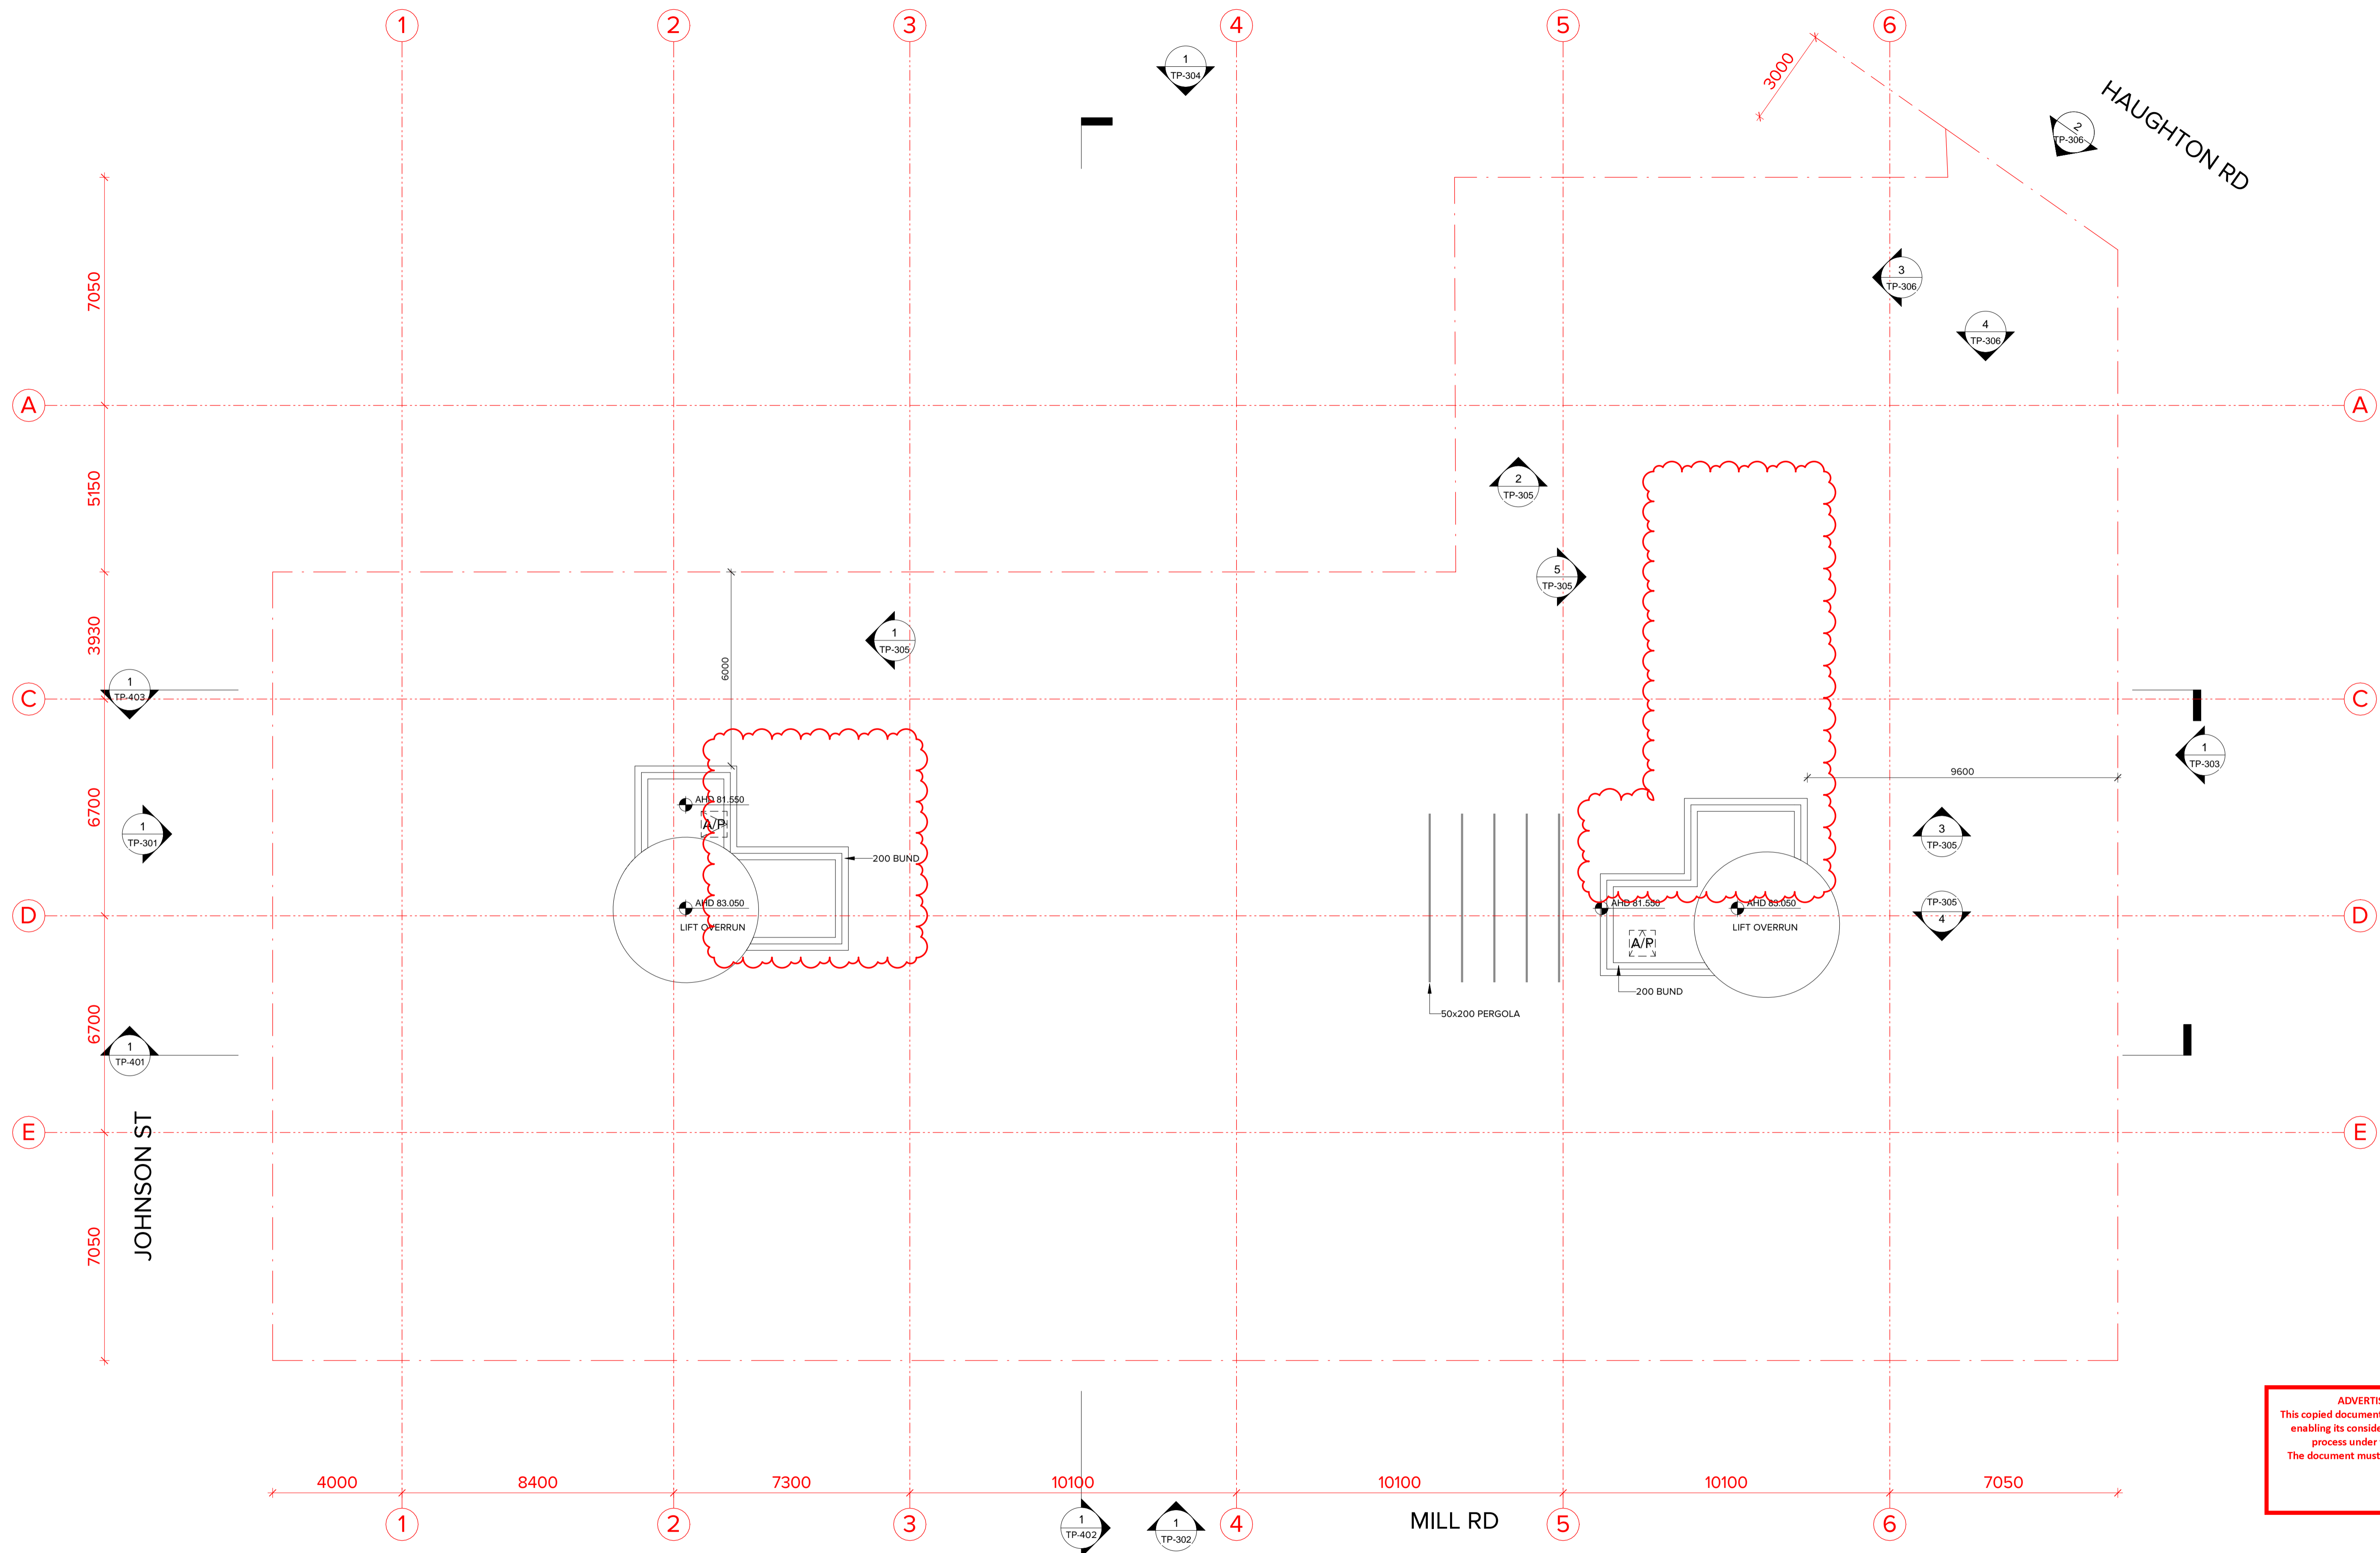 1
2
3
4
5
6
1
TP-304
3000
HAUGHTON RD
2
TP-306
3
TP-306
4
TP-306
7050
A
A
5150
2
TP-305
5
TP-305
3930
1
TP-305
6000
C
C
1
TP-403
1
TP-303
9600
6700
AHD 81.550
A/P
1
TP-301
200 BUND
3
TP-305
D
AHD 83.050
LIFT OVERRUN
AHD 81.550
AHD 83.050
LIFT OVERRUN
TP-305
4
D
A/P
200 BUND
50x200 PERGOLA
6700
1
TP-401
E
E
JOHNSON ST
7050
ADVERTIS
This copied document
enabling its conside
process under
The document must
4000
8400
7300
10100
10100
10100
7050
1
2
3
1
TP-402
1
TP-302
4
MILL RD
5
6